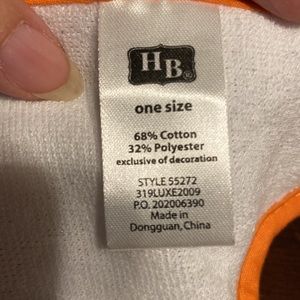 HB®
one size
68% Cotton
32% Polyester
exclusive of decoration
STYLE 55272
319LUXE2009
P.O. 202006390
Made in
Dongguan, China